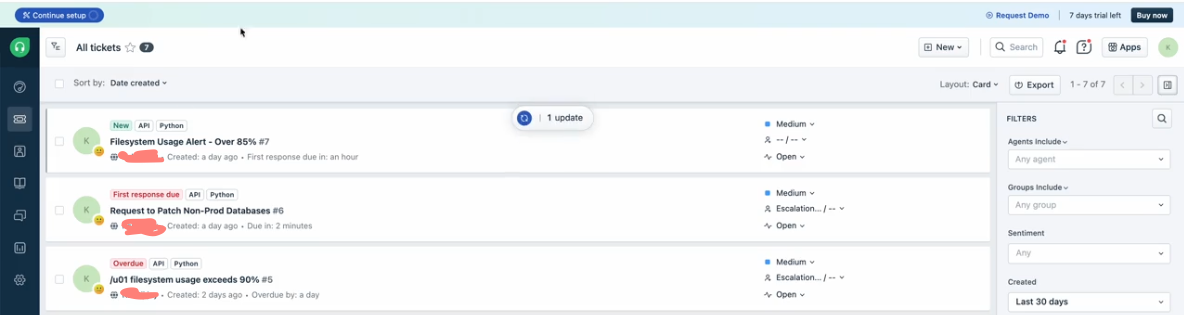 Continue setup
Request Demo
7 days trial left
Buy now
All tickets 7
New
Search
Apps
K
Sort by: Date created
Layout: Card
Export
1 - 7 of 7
1 update
K
New API Python
Filesystem Usage Alert - Over 85% #7
Created: a day ago • First response due in: an hour
Medium
-- / --
Open
K
First response due API Python
Request to Patch Non-Prod Databases #6
Created: a day ago • Due in: 2 minutes
Medium
Escalation... / --
Open
K
Overdue API Python
/u01 filesystem usage exceeds 90% #5
• Created: 2 days ago • Overdue by: a day
Medium
Escalation... / --
Open
FILTERS
Agents Include
Any agent
Groups Include
Any group
Sentiment
Any
Created
Last 30 days